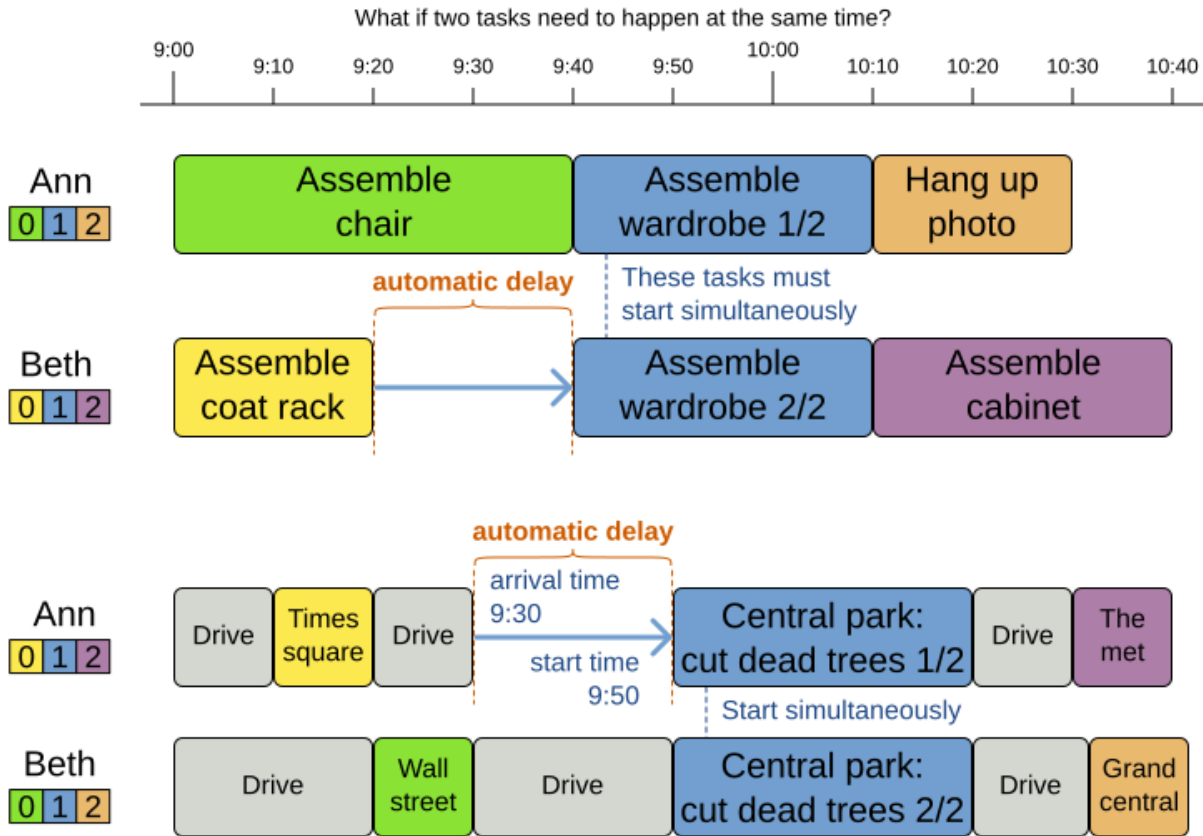 What if two tasks need to happen at the same time?
9:00
9:10
9:20
9:30
9:40
9:50
10:00
10:10
10:20
10:30
10:40
Ann
0 1 2
Assemble
chair
Assemble
wardrobe 1/2
Hang up
photo
automatic delay
These tasks must
start simultaneously
Beth
0 1 2
Assemble
coat rack
Assemble
wardrobe 2/2
Assemble
cabinet
automatic delay
Ann
0 1 2
Drive
Times
square
Drive
arrival time
9:30
start time
9:50
Central park:
cut dead trees 1/2
Drive
The
met
Start simultaneously
Beth
0 1 2
Drive
Wall
street
Drive
Central park:
cut dead trees 2/2
Drive
Grand
central